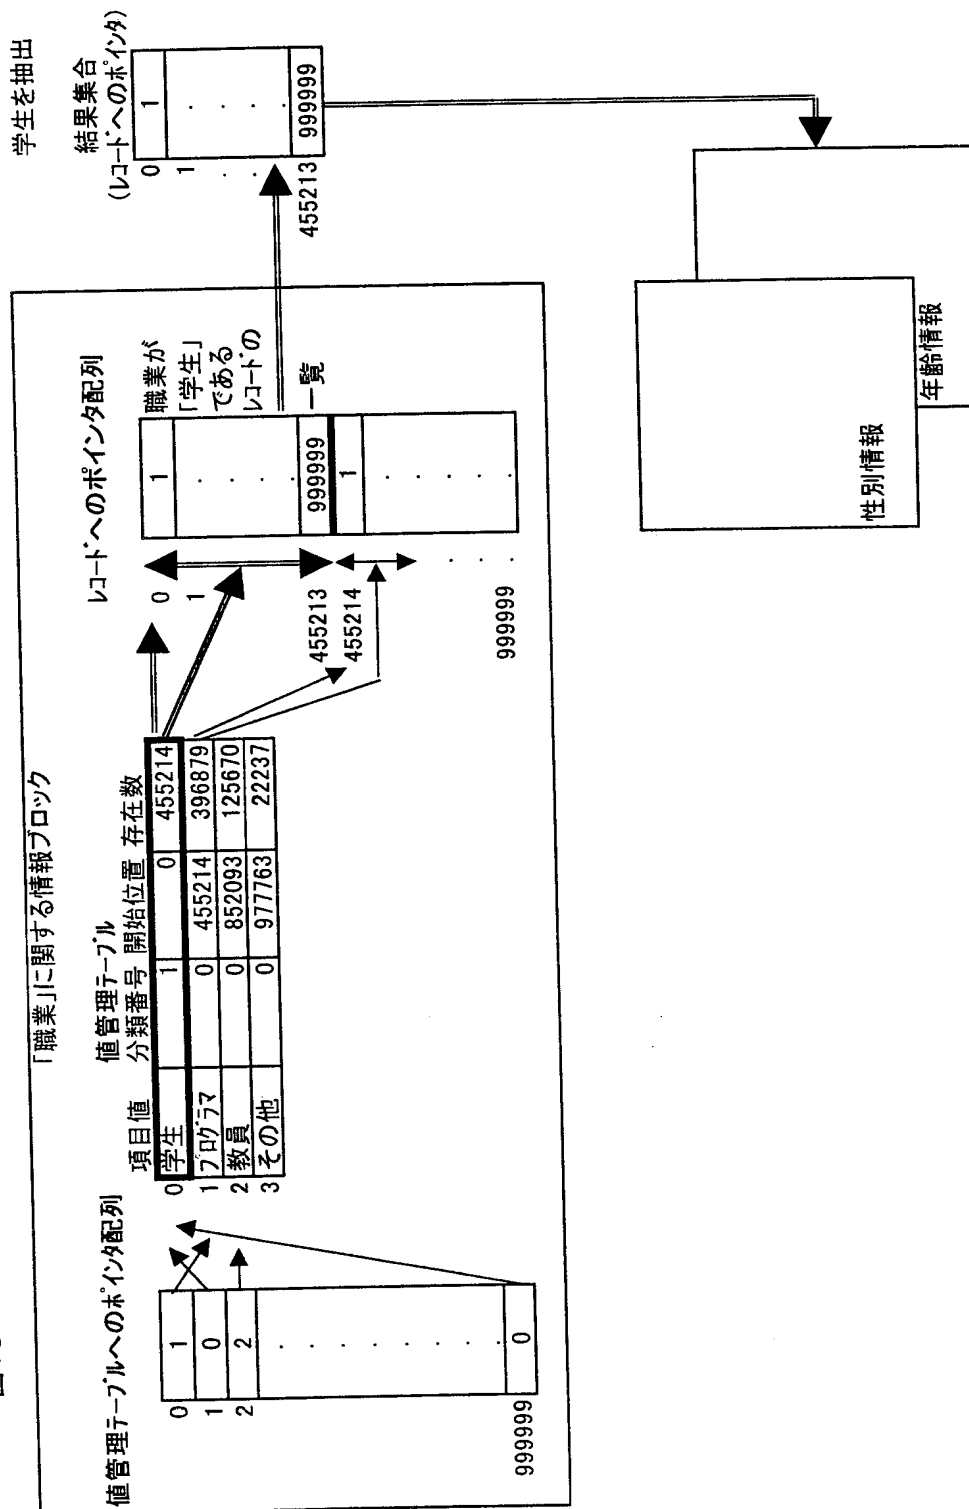 「職業」に関する情報ブロック
学生を抽出
値管理テーブルへのポインタ配列
0 1
1 0
2 2
. . . . . . .
999999 0
値管理テーブル
項目値 分類番号 開始位置 存在数
0 学生 1 0 455214
1 プログラマ 0 455214 396879
2 教員 0 852093 125670
3 その他 0 977763 22237
レコードへのポインタ配列
0 1
1 .
. . .
455213 999999
455214 1
. . . . .
999999
職業が
「学生」
である
レコードの
一覧
結果集合
(レコードへのポインタ)
0 1
1 .
. . .
455213 999999
性別情報
年齢情報